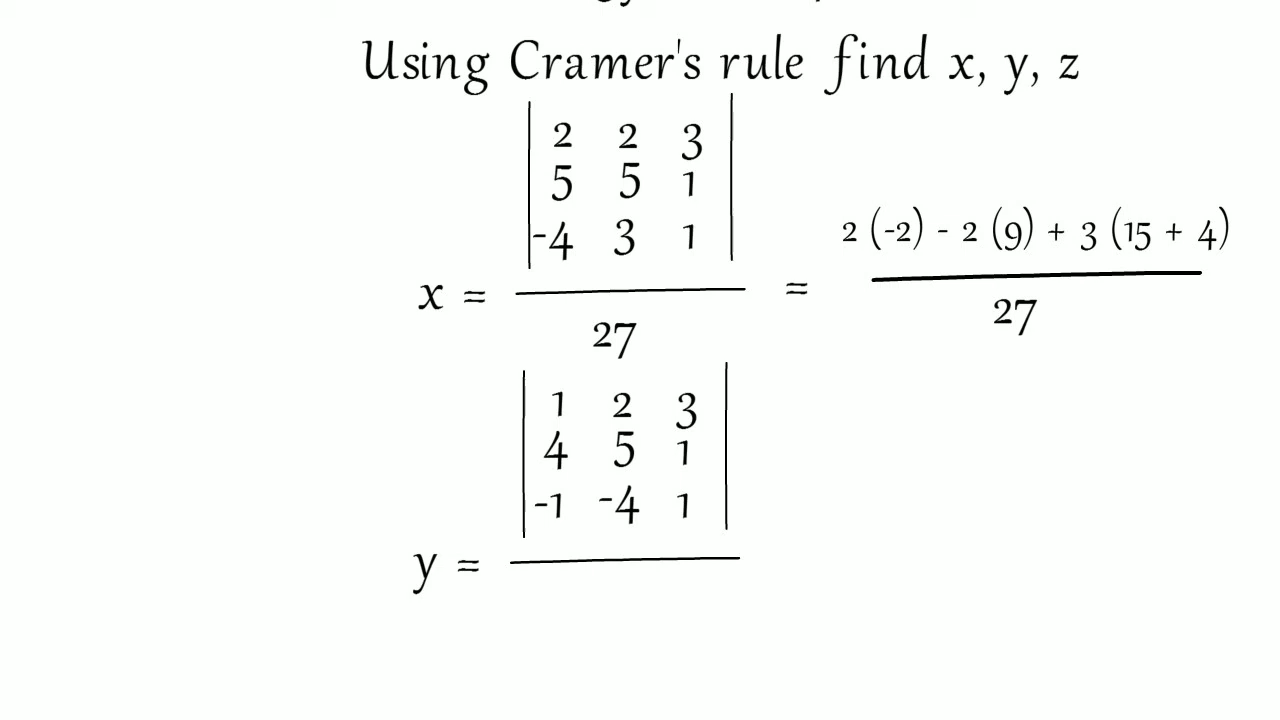 Using Cramer's rule find x, y, z
2 2 3
5 5 1
-4 3 1
x = 27 = 2 (-2) - 2 (9) + 3 (15 + 4)
27
1 2 3
4 5 1
-1 -4 1
y =